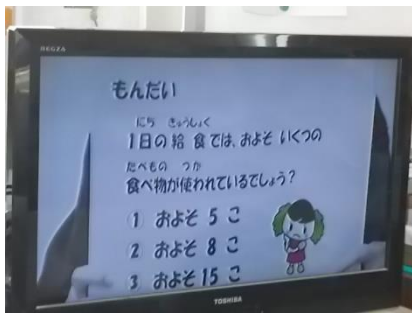 REGZA
もんだい
にち きゅうしょく
1日の給 食では、およそ いくつの
たべもの つか
食べ物が使われているでしょう？
1 およそ 5 こ
2 およそ 8 こ
3 およそ 15 こ
TOSHIBA